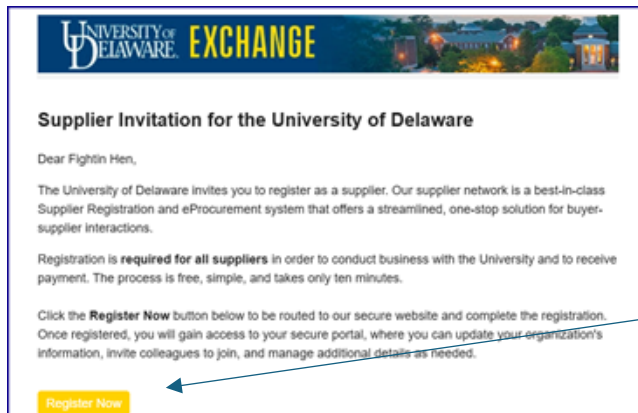 UNIVERSITY OF
DELAWARE. EXCHANGE
Supplier Invitation for the University of Delaware
Dear Fightin Hen,
The University of Delaware invites you to register as a supplier. Our supplier network is a best-in-class
Supplier Registration and eProcurement system that offers a streamlined, one-stop solution for buyer-
supplier interactions.
Registration is required for all suppliers in order to conduct business with the University and to receive
payment. The process is free, simple, and takes only ten minutes.
Click the Register Now button below to be routed to our secure website and complete the registration.
Once registered, you will gain access to your secure portal, where you can update your organization's
information, invite colleagues to join, and manage additional details as needed.
Register Now